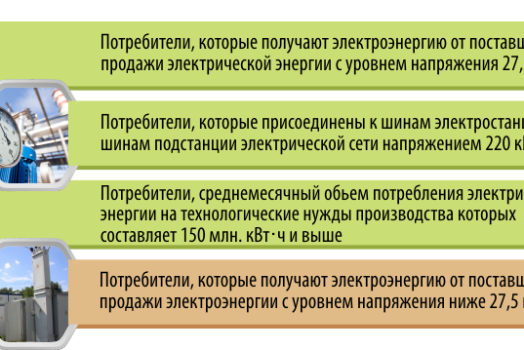 Потребители, которые получают электроэнергию от
продажи электрической энергии с уровнем напряжения 27,
Потребители, которые присоединены к шинам
шинам подстанции электрической сети напряжением 220
Потребители, среднемесячный обьем потребления
энергии на технологические нужды производства которых
составляет 150 млн. кВт·ч и выше
Потребители, которые получают электроэнергию от
продажи электроэнергии с уровнем напряжения ниже 27,5